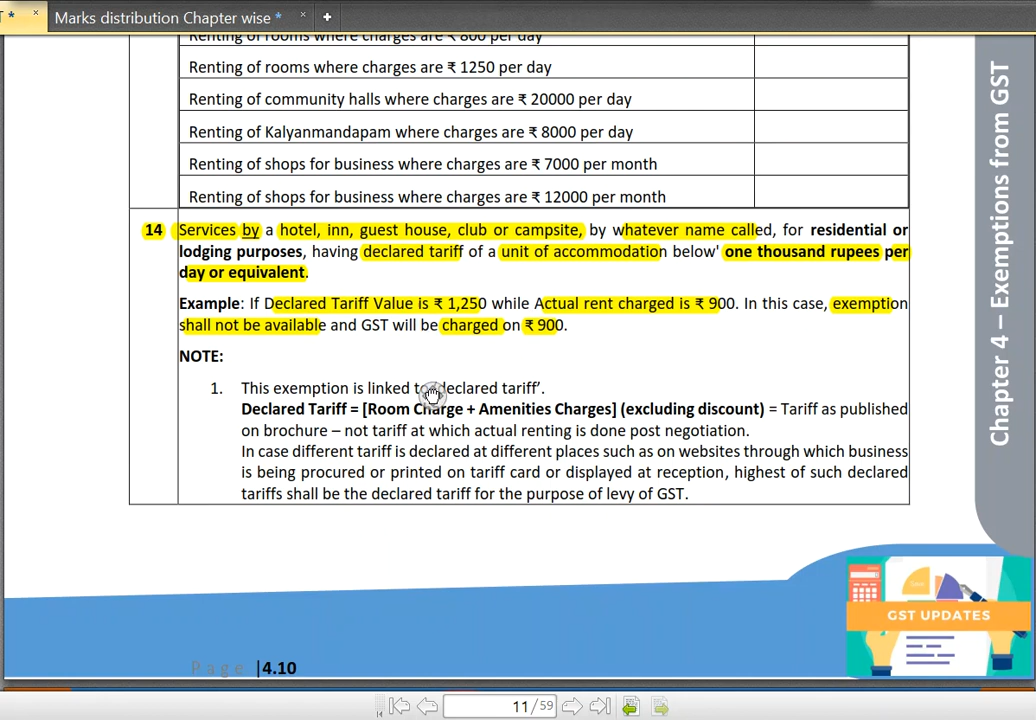 T *
Marks distribution Chapter wise *
Renting of rooms where charges are ₹ 800 per day
Renting of rooms where charges are ₹ 1250 per day
Renting of community halls where charges are ₹ 20000 per day
Renting of Kalyanmandapam where charges are ₹ 8000 per day
Renting of shops for business where charges are ₹ 7000 per month
Renting of shops for business where charges are ₹ 12000 per month
14 Services by a hotel, inn, guest house, club or campsite, by whatever name called, for residential or
lodging purposes, having declared tariff of a unit of accommodation below' one thousand rupees per
day or equivalent.
Example: If Declared Tariff Value is ₹ 1,250 while Actual rent charged is ₹ 900. In this case, exemption
shall not be available and GST will be charged on ₹ 900.
NOTE:
1. This exemption is linked to 'declared tariff'.
Declared Tariff = [Room Charge + Amenities Charges] (excluding discount) = Tariff as published
on brochure – not tariff at which actual renting is done post negotiation.
In case different tariff is declared at different places such as on websites through which business
is being procured or printed on tariff card or displayed at reception, highest of such declared
tariffs shall be the declared tariff for the purpose of levy of GST.
Chapter 4 – Exemptions from GST
GST UPDATES
Page |4.10
11 /59